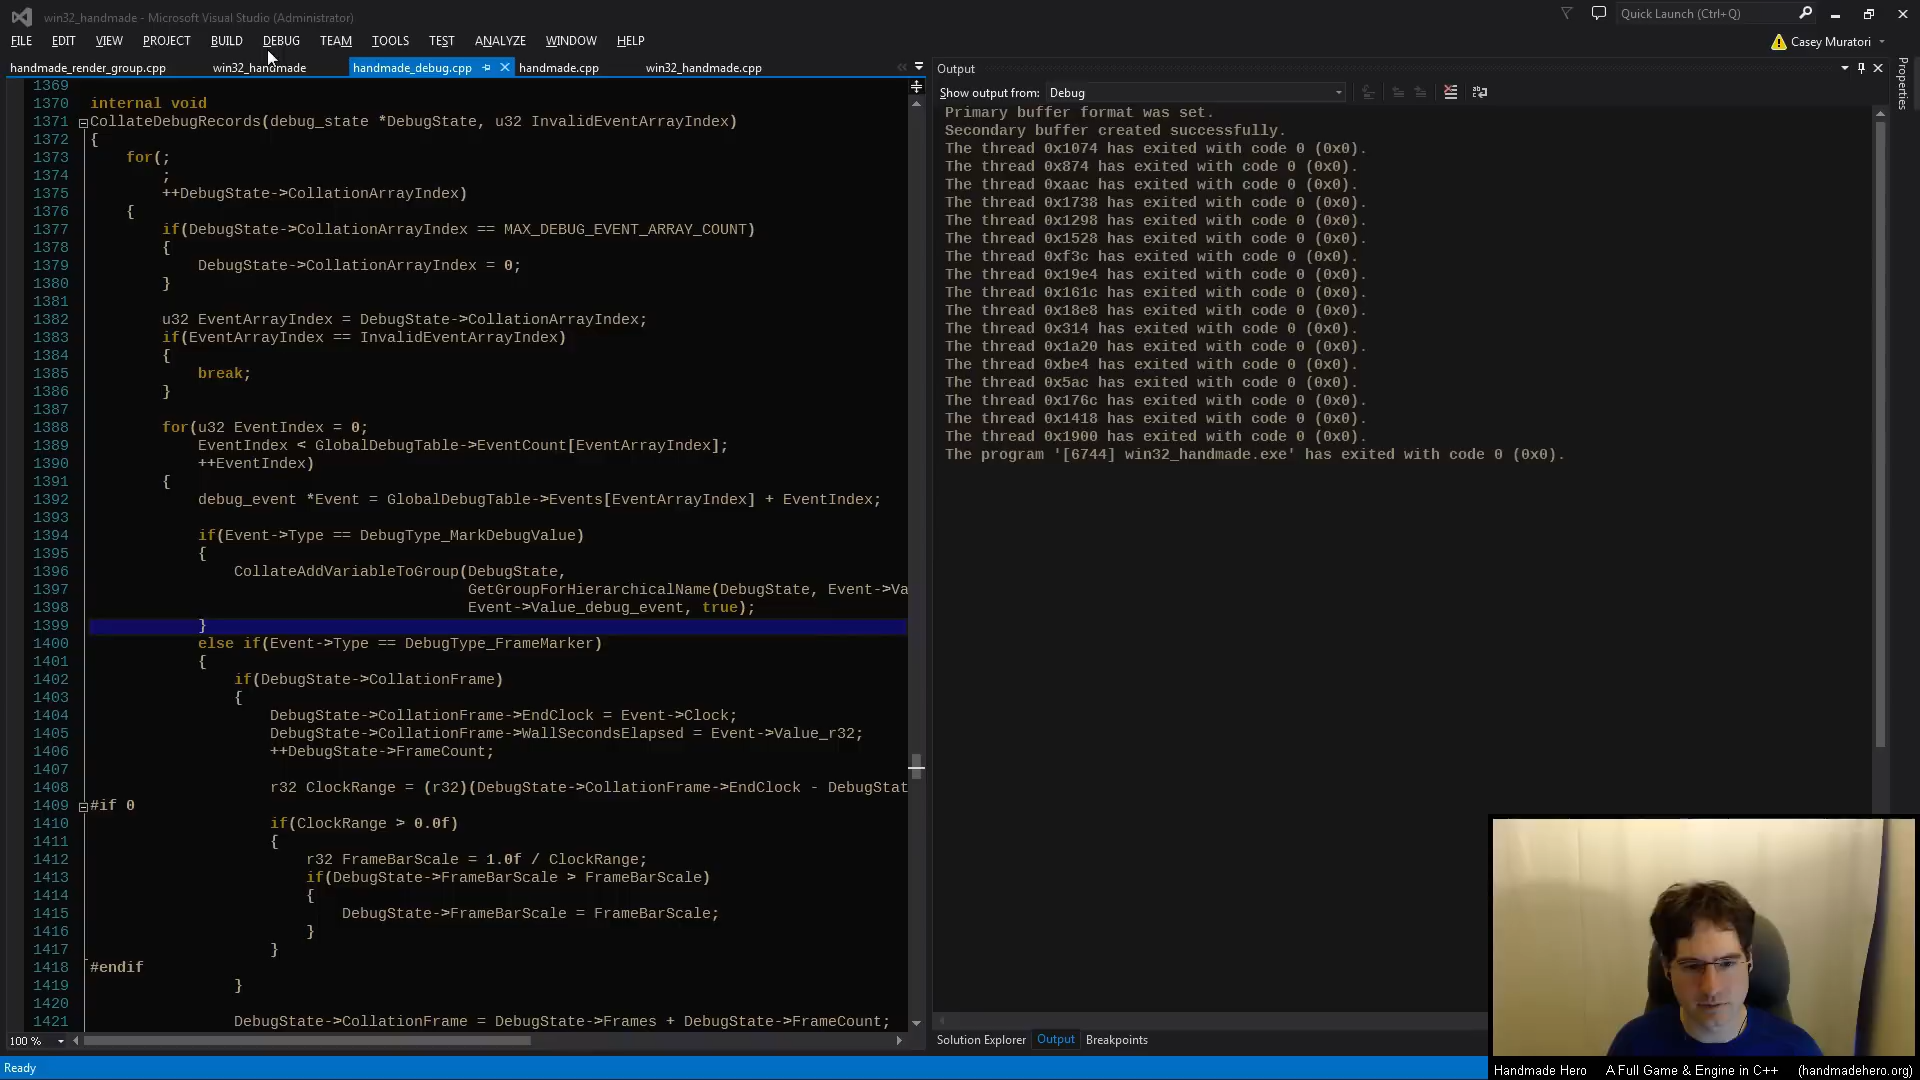 win32_handmade - Microsoft Visual Studio (Administrator)
Quick Launch (Ctrl+Q)
FILE EDIT VIEW PROJECT BUILD DEBUG TEAM TOOLS TEST ANALYZE WINDOW HELP
Casey Muratori
handmade_render_group.cpp win32_handmade handmade_debug.cpp handmade.cpp win32_handmade.cpp
1369
1370 internal void
1371 CollateDebugRecords(debug_state *DebugState, u32 InvalidEventArrayIndex)
1372 {
1373 for(;
1374 ;
1375 ++DebugState->CollationArrayIndex)
1376 {
1377 if(DebugState->CollationArrayIndex == MAX_DEBUG_EVENT_ARRAY_COUNT)
1378 {
1379 DebugState->CollationArrayIndex = 0;
1380 }
1381
1382 u32 EventArrayIndex = DebugState->CollationArrayIndex;
1383 if(EventArrayIndex == InvalidEventArrayIndex)
1384 {
1385 break;
1386 }
1387
1388 for(u32 EventIndex = 0;
1389 EventIndex < GlobalDebugTable->EventCount[EventArrayIndex];
1390 ++EventIndex)
1391 {
1392 debug_event *Event = GlobalDebugTable->Events[EventArrayIndex] + EventIndex;
1393
1394 if(Event->Type == DebugType_MarkDebugValue)
1395 {
1396 CollateAddVariableToGroup(DebugState,
1397 GetGroupForHierarchicalName(DebugState, Event->Va
1398 Event->Value_debug_event, true);
1399 }
1400 else if(Event->Type == DebugType_FrameMarker)
1401 {
1402 if(DebugState->CollationFrame)
1403 {
1404 DebugState->CollationFrame->EndClock = Event->Clock;
1405 DebugState->CollationFrame->WallSecondsElapsed = Event->Value_r32;
1406 ++DebugState->FrameCount;
1407
1408 r32 ClockRange = (r32)(DebugState->CollationFrame->EndClock - DebugStat
1409 #if 0
1410 if(ClockRange > 0.0f)
1411 {
1412 r32 FrameBarScale = 1.0f / ClockRange;
1413 if(DebugState->FrameBarScale > FrameBarScale)
1414 {
1415 DebugState->FrameBarScale = FrameBarScale;
1416 }
1417 }
1418 #endif
1419 }
1420
1421 DebugState->CollationFrame = DebugState->Frames + DebugState->FrameCount;
100 %
Ready
Output
Show output from: Debug
Primary buffer format was set.
Secondary buffer created successfully.
The thread 0x1074 has exited with code 0 (0x0).
The thread 0x874 has exited with code 0 (0x0).
The thread 0xaac has exited with code 0 (0x0).
The thread 0x1738 has exited with code 0 (0x0).
The thread 0x1298 has exited with code 0 (0x0).
The thread 0x1528 has exited with code 0 (0x0).
The thread 0xf3c has exited with code 0 (0x0).
The thread 0x19e4 has exited with code 0 (0x0).
The thread 0x161c has exited with code 0 (0x0).
The thread 0x18e8 has exited with code 0 (0x0).
The thread 0x314 has exited with code 0 (0x0).
The thread 0x1a20 has exited with code 0 (0x0).
The thread 0xbe4 has exited with code 0 (0x0).
The thread 0x5ac has exited with code 0 (0x0).
The thread 0x176c has exited with code 0 (0x0).
The thread 0x1418 has exited with code 0 (0x0).
The thread 0x1900 has exited with code 0 (0x0).
The program '[6744] win32_handmade.exe' has exited with code 0 (0x0).
Solution Explorer Output Breakpoints
Properties
Handmade Hero A Full Game & Engine in C++ (handmadehero.org)